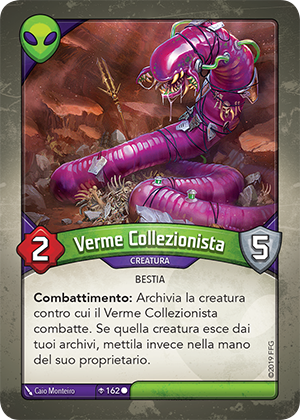 Verme Collezionista
2
5
CREATURA
BESTIA
Combattimento: Archivia la creatura
contro cui il Verme Collezionista
combatte. Se quella creatura esce dai
tuoi archivi, mettila invece nella mano
del suo proprietario.
©2019 FFG
Caio Monteiro
162